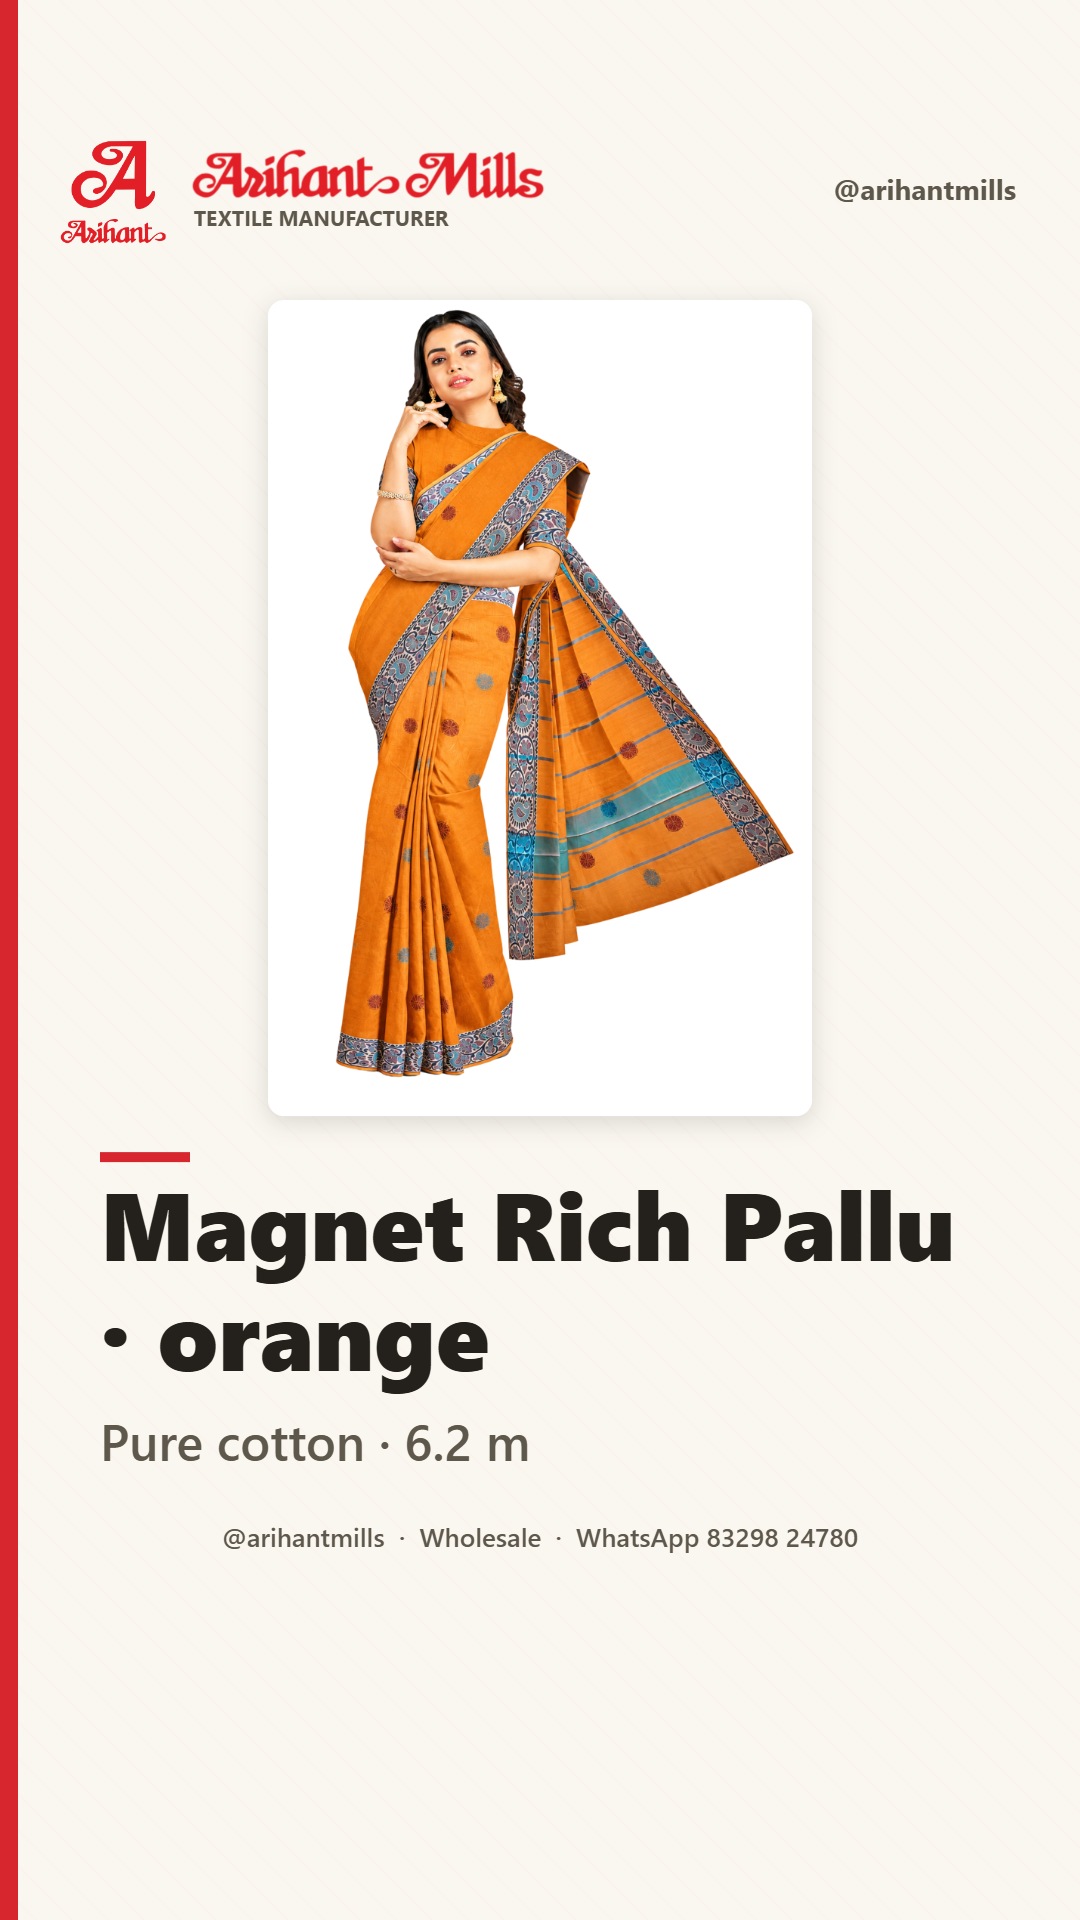 A
Arihant
Arihant Mills
TEXTILE MANUFACTURER
@arihantmills
Magnet Rich Pallu
· orange
Pure cotton · 6.2 m
@arihantmills · Wholesale · WhatsApp 83298 24780